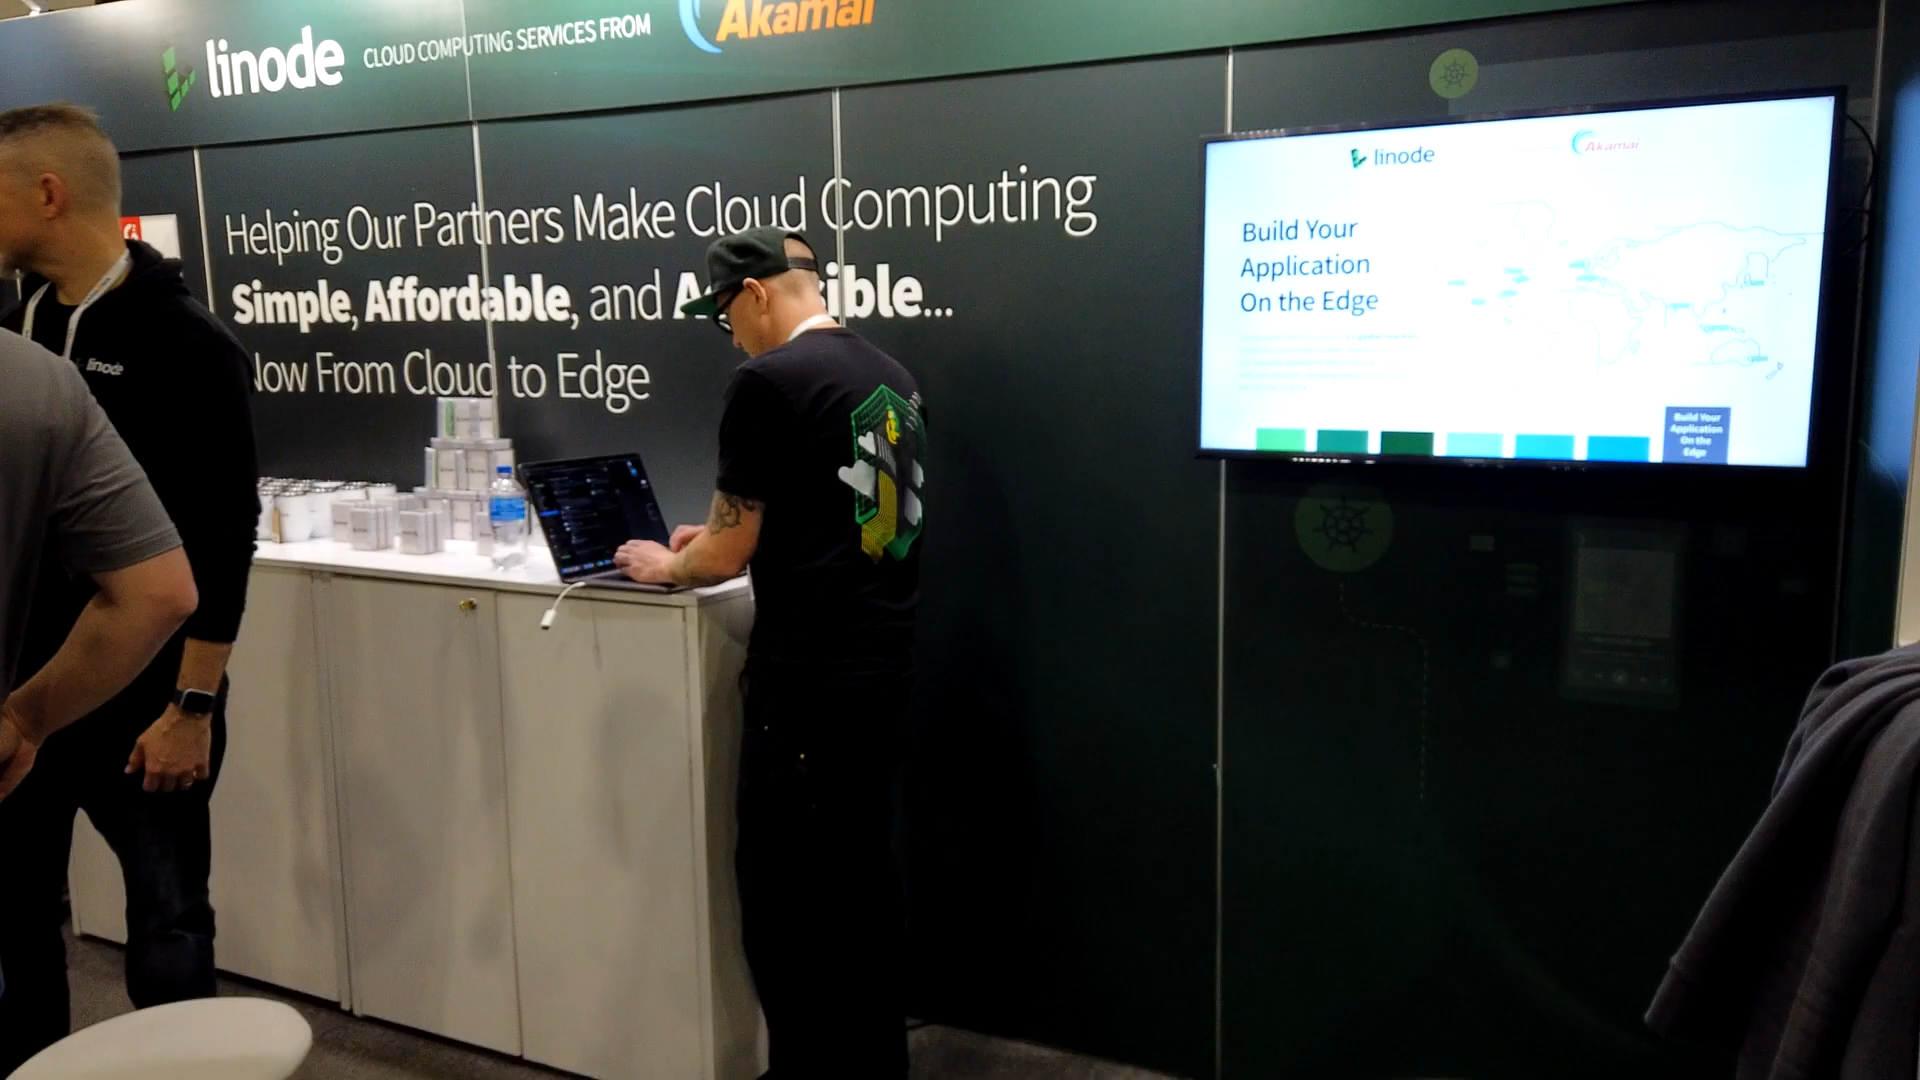 linode CLOUD COMPUTING SERVICES FROM Akamai
Helping Our Partners Make Cloud Computing
Simple, Affordable, and A ible...
Now From Cloud to Edge
linode
linode Akamai
Build Your
Application
On the Edge
Build Your
Application
On the
Edge